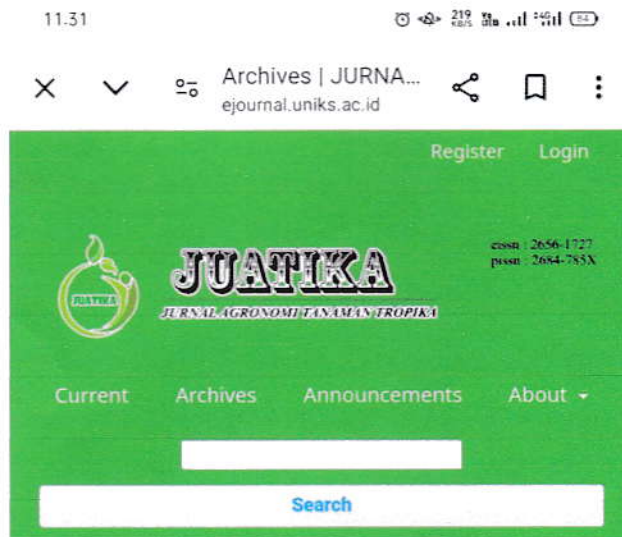 11.31 219 KB/S 84
Archives | JURNA...
ejournal.uniks.ac.id
Register Login
eissn : 2656-1727
pissn : 2684-785X
JUATIKA
JUATIKA
JURNAL AGRONOMI TANAMAN TROPIKA
Current Archives Announcements About
Search